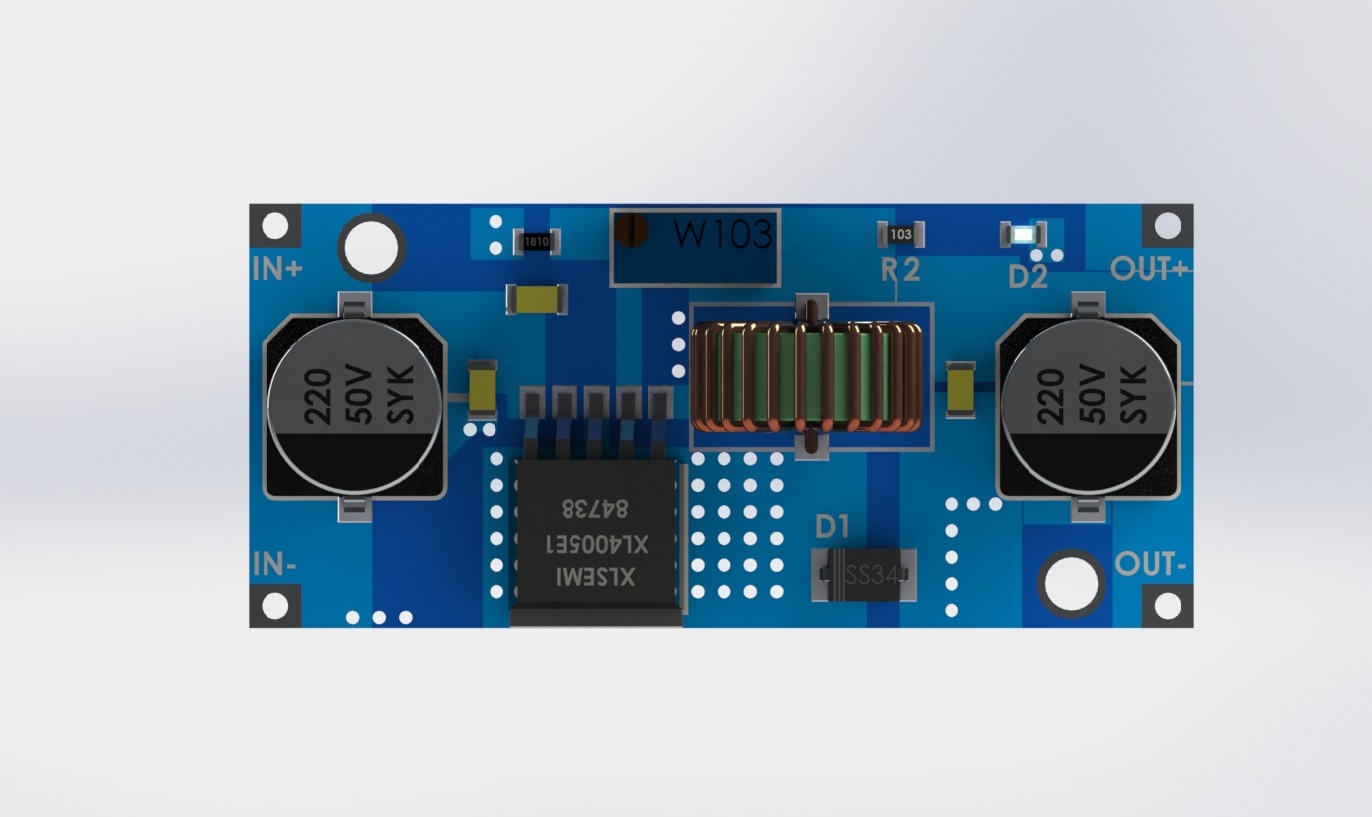 IN+
1810
W103
103
R2
D2
OUT+
220
50V
SYK
220
50V
SYK
XLSEMI
XL4005E1
84738
D1
SS34
IN-
OUT-